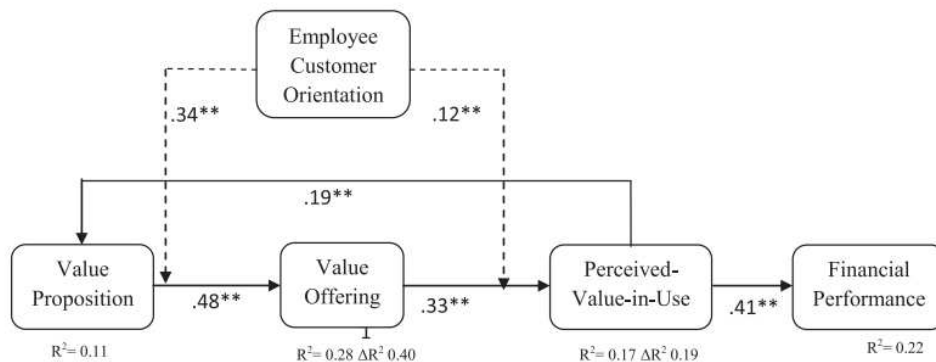 Employee
Customer
Orientation
.34**
.12**
.19**
Value
Proposition
.48**
Value
Offering
.33**
Perceived-
Value-in-Use
.41**
Financial
Performance
R²= 0.11
R²= 0.28 ΔR² 0.40
R²= 0.17 ΔR² 0.19
R²= 0.22